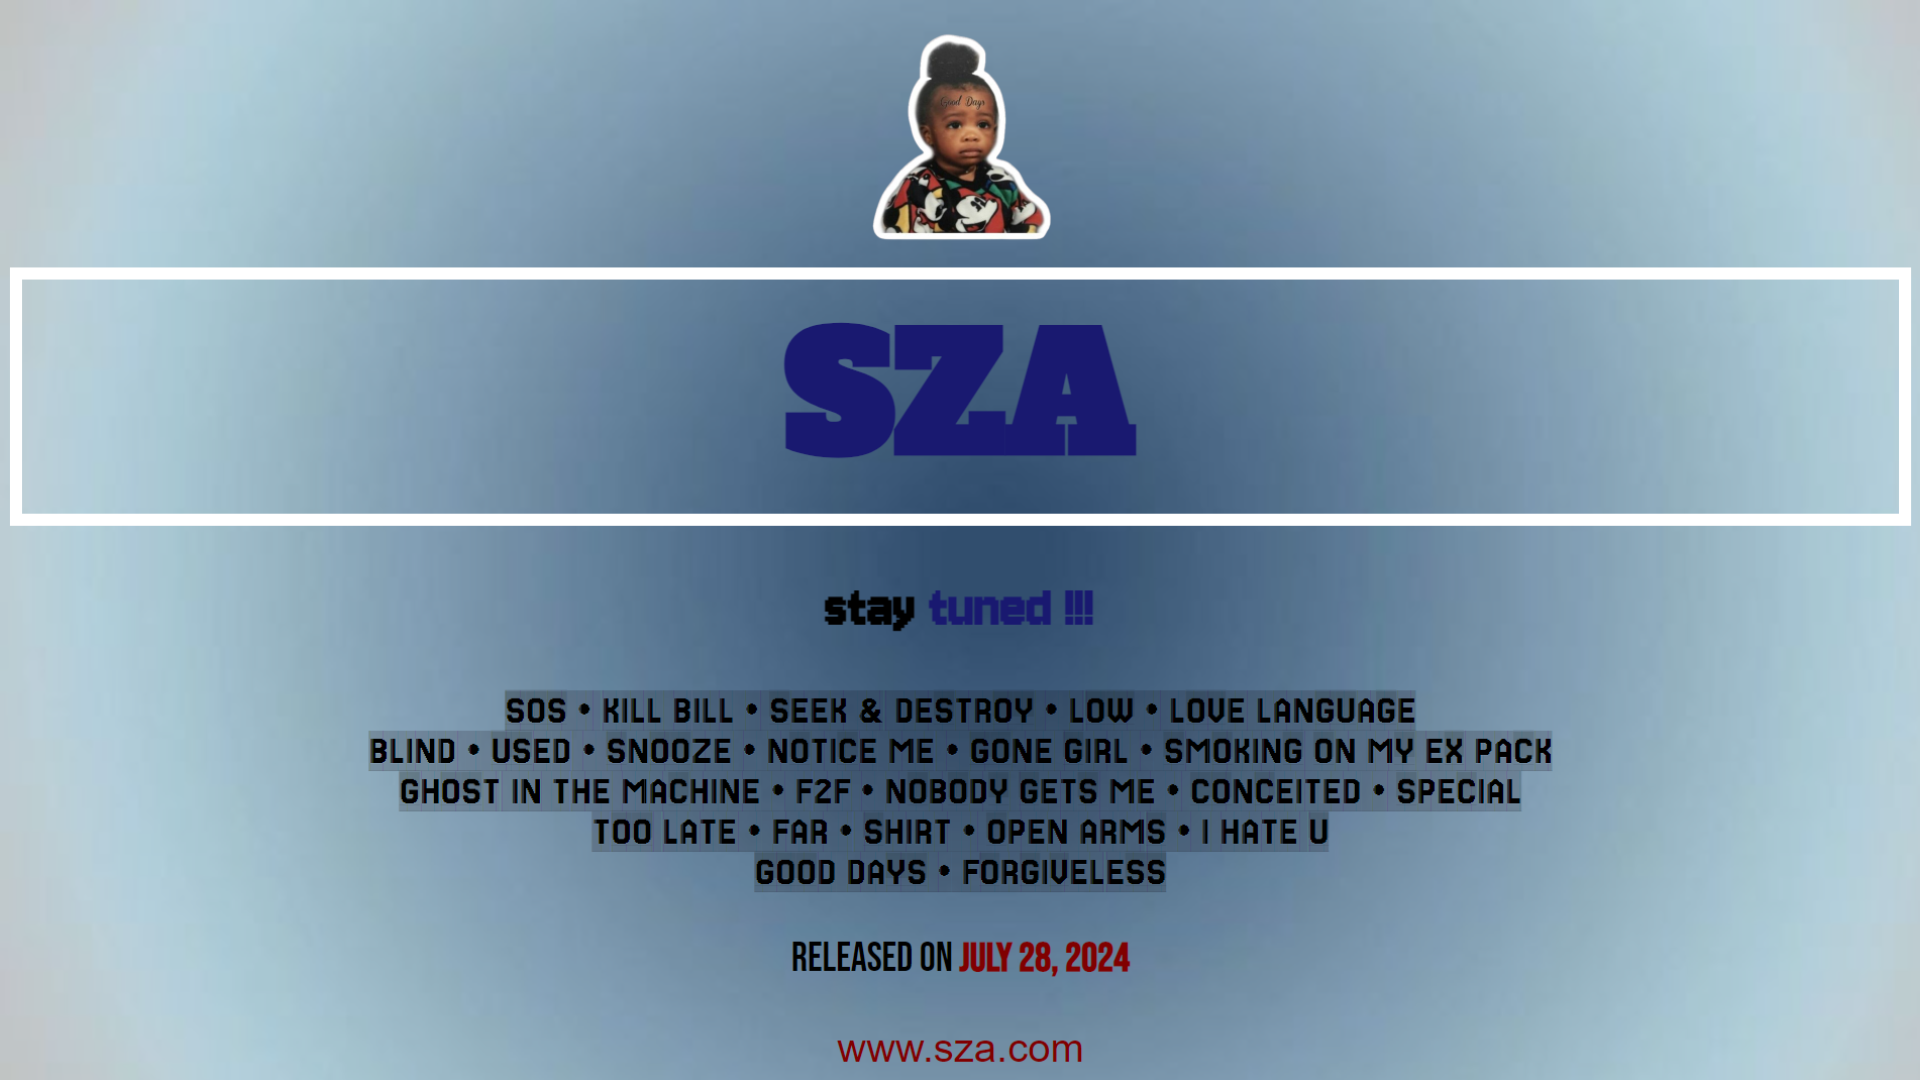 Good Days
SZA
stay tuned !!!
SOS • KILL BILL • SEEK & DESTROY • LOW • LOVE LANGUAGE
BLIND • USED • SNOOZE • NOTICE ME • GONE GIRL • SMOKING ON MY EX PACK
GHOST IN THE MACHINE • F2F • NOBODY GETS ME • CONCEITED • SPECIAL
TOO LATE • FAR • SHIRT • OPEN ARMS • I HATE U
GOOD DAYS • FORGIVELESS
RELEASED ON JULY 28, 2024
www.sza.com